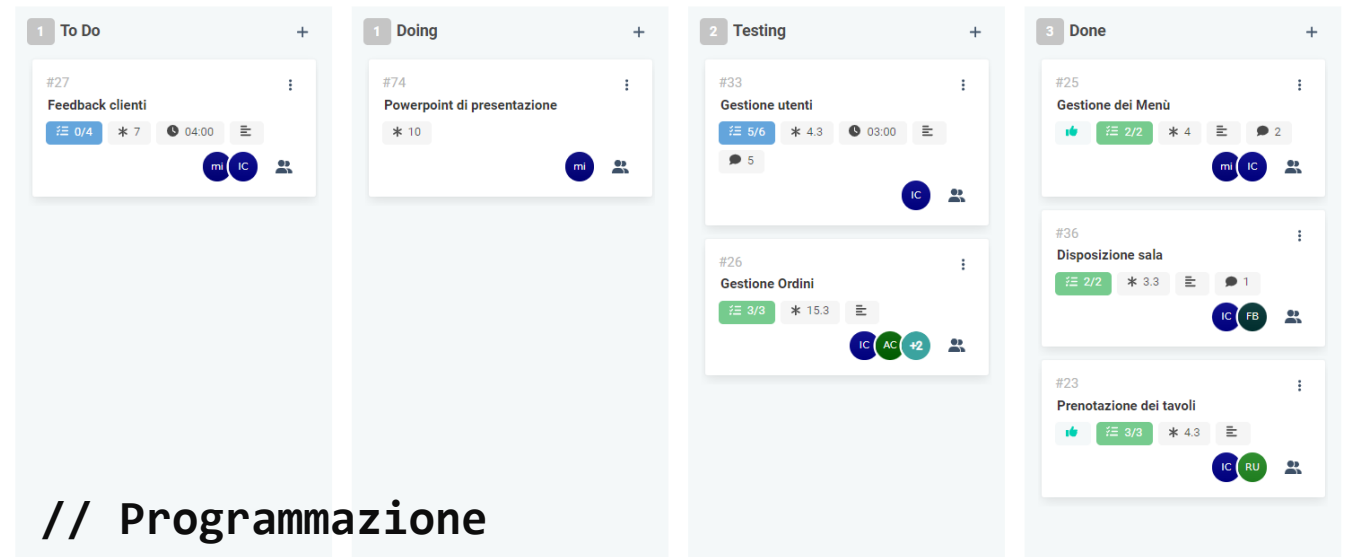 1 To Do +
#27
Feedback clienti
0/4 * 7 04:00
mi IC
1 Doing +
#74
Powerpoint di presentazione
* 10
mi
2 Testing +
#33
Gestione utenti
5/6 * 4.3 03:00
5
IC
#26
Gestione Ordini
3/3 * 15.3
IC AC +2
3 Done +
#25
Gestione dei Menù
2/2 * 4 2
mi IC
#36
Disposizione sala
2/2 * 3.3 1
IC FB
#23
Prenotazione dei tavoli
3/3 * 4.3
IC RU
// Programmazione